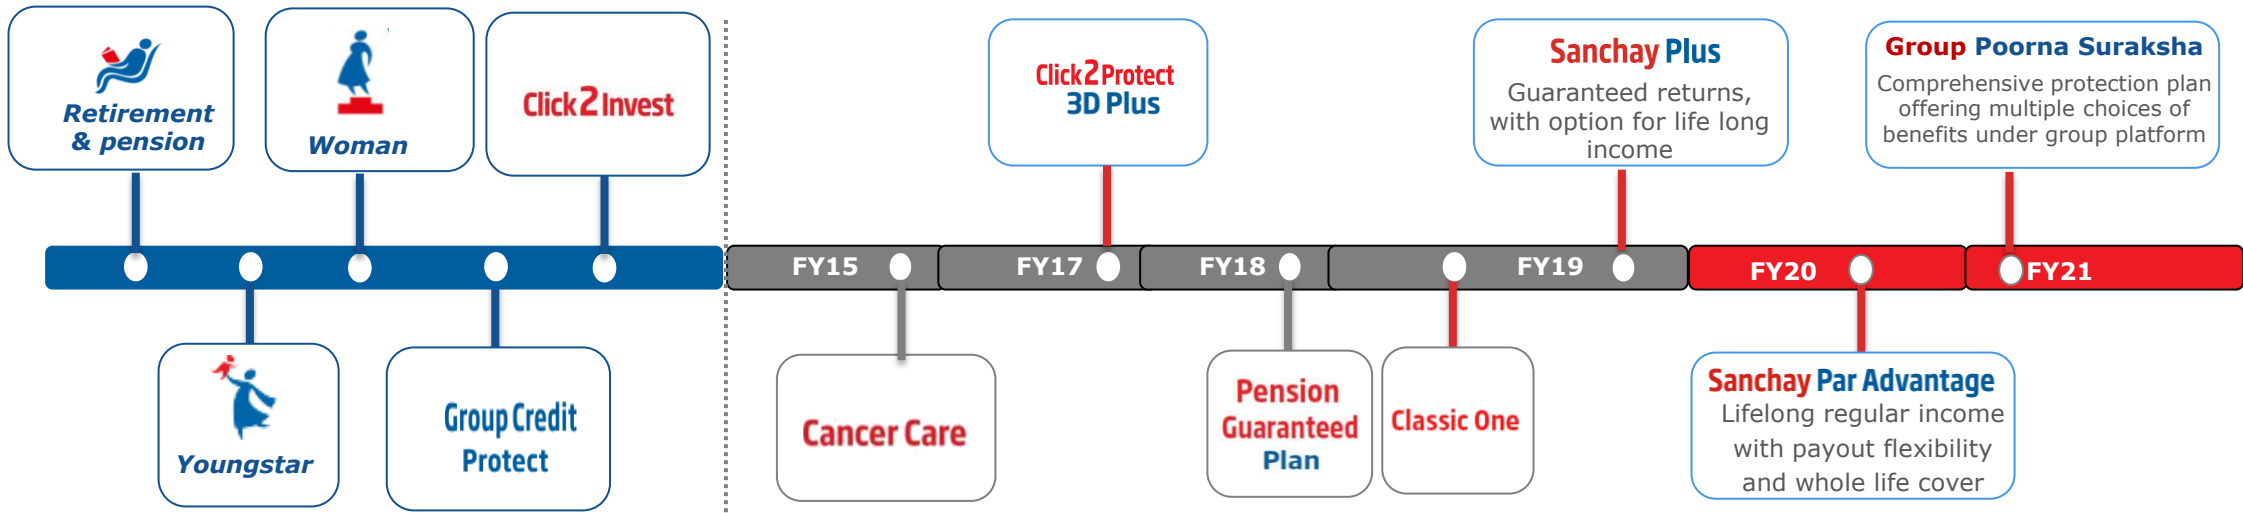 Retirement
& pension
Woman
Click2Invest
Click2Protect
3D Plus
Sanchay Plus
Guaranteed returns,
with option for life long
income
Group Poorna Suraksha
Comprehensive protection plan
offering multiple choices of
benefits under group platform
FY15
FY17
FY18
FY19
FY20
FY21
Youngstar
Group Credit
Protect
Cancer Care
Pension
Guaranteed
Plan
Classic One
Sanchay Par Advantage
Lifelong regular income
with payout flexibility
and whole life cover